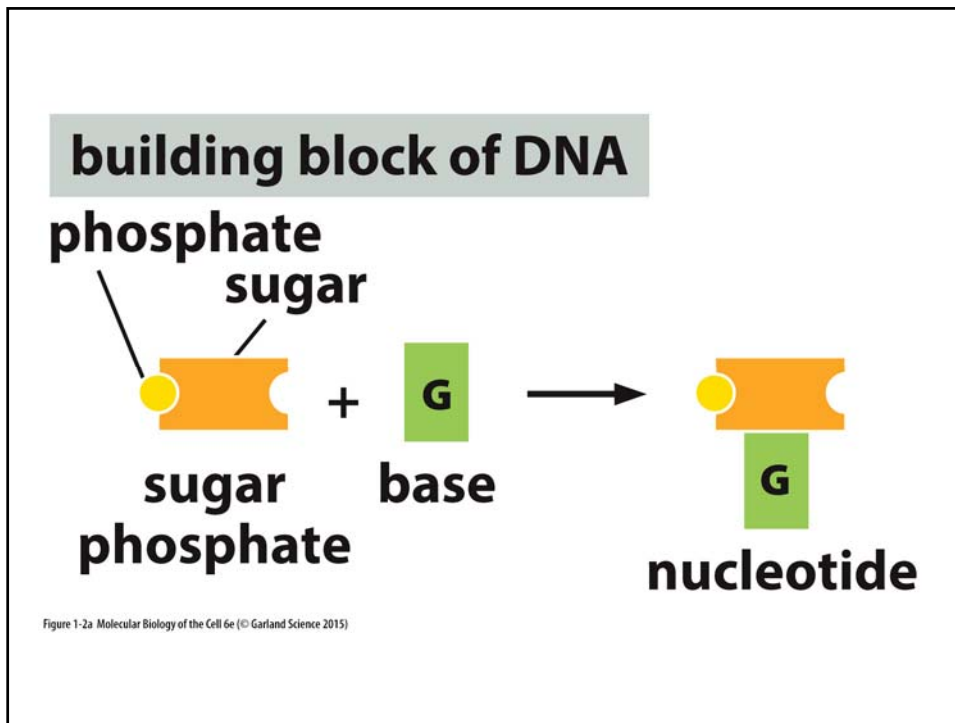 building block of DNA
phosphate
sugar
+
G
sugar
phosphate
base
G
nucleotide
Figure 1-2a Molecular Biology of the Cell 6e (© Garland Science 2015)